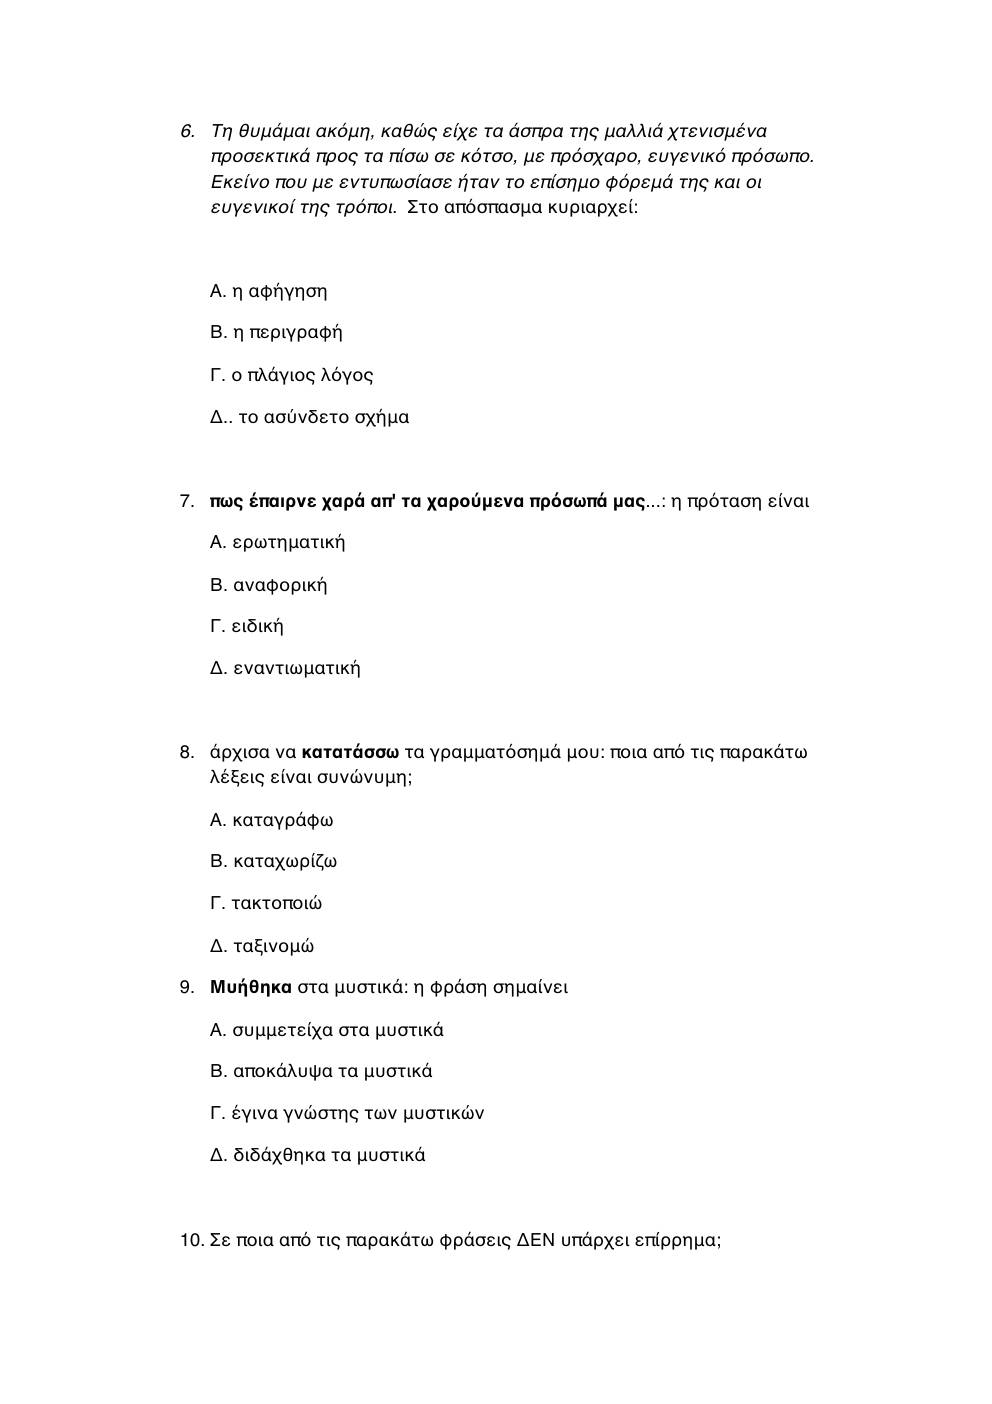 6. Τη θυμάμαι ακόμη, καθώς είχε τα άσπρα της μαλλιά χτενισμένα
προσεκτικά προς τα πίσω σε κότσο, με πρόσχαρο, ευγενικό πρόσωπο.
Εκείνο που με εντυπωσίασε ήταν το επίσημο φόρεμά της και οι
ευγενικοί της τρόποι. Στο απόσπασμα κυριαρχεί:
Α. η αφήγηση
Β. η περιγραφή
Γ. ο πλάγιος λόγος
Δ.. το ασύνδετο σχήμα
7. πως έπαιρνε χαρά απ' τα χαρούμενα πρόσωπά μας...: η πρόταση είναι
Α. ερωτηματική
Β. αναφορική
Γ. ειδική
Δ. εναντιωματική
8. άρχισα να κατατάσσω τα γραμματόσημά μου: ποια από τις παρακάτω
λέξεις είναι συνώνυμη;
Α. καταγράφω
Β. καταχωρίζω
Γ. τακτοποιώ
Δ. ταξινομώ
9. Μυήθηκα στα μυστικά: η φράση σημαίνει
Α. συμμετείχα στα μυστικά
Β. αποκάλυψα τα μυστικά
Γ. έγινα γνώστης των μυστικών
Δ. διδάχθηκα τα μυστικά
10. Σε ποια από τις παρακάτω φράσεις ΔΕΝ υπάρχει επίρρημα;